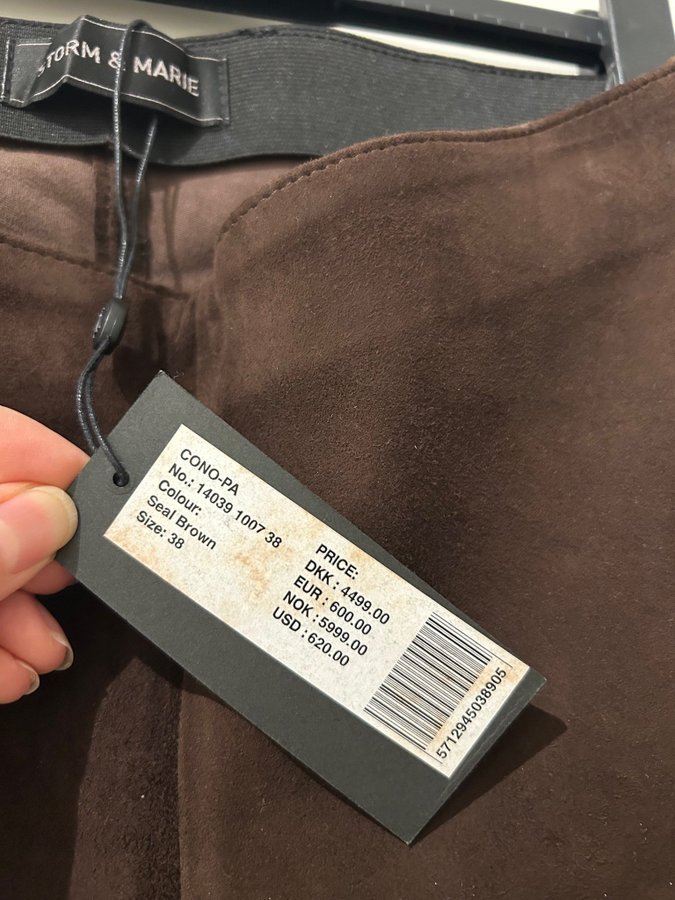 STORM & MARIE
CONO-PA
No.: 14039 1007 38
Colour:
Seal Brown
Size: 38
PRICE:
DKK : 4499.00
EUR : 600.00
NOK : 5999.00
USD : 620.00
5712945038905